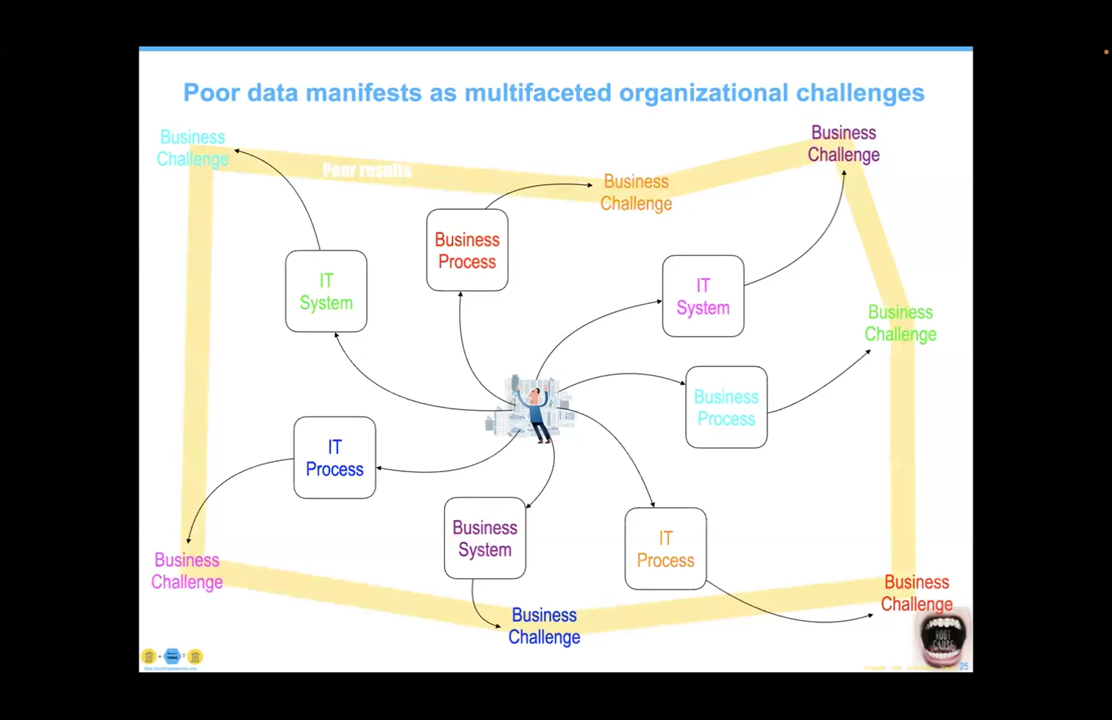 Poor data manifests as multifaceted organizational challenges
Business
Challenge
Poor results
Business
Challenge
Business
Challenge
Business
Process
IT
System
IT
System
Business
Challenge
Business
Process
IT
Process
Business
System
IT
Process
Business
Challenge
Business
Challenge
Business
Challenge
ROOT
CAUSE
25